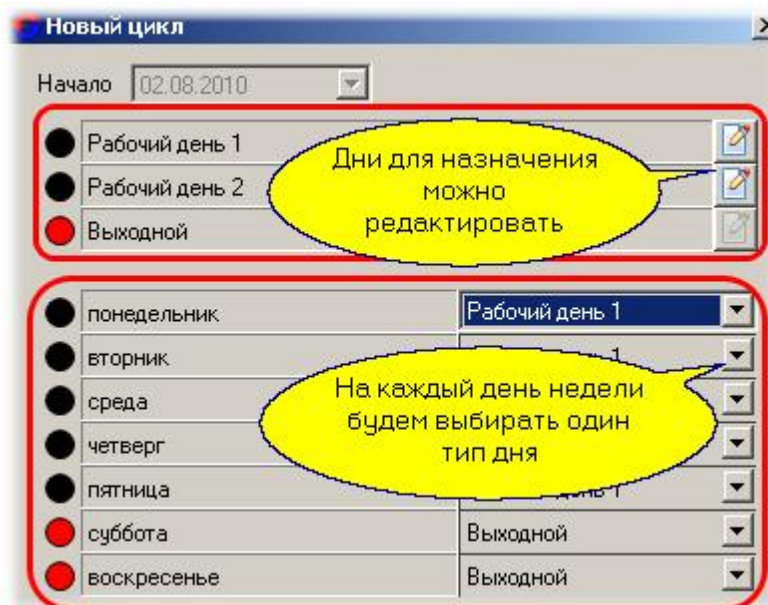 Новый цикл
Начало 02.08.2010
Рабочий день 1
Рабочий день 2
Выходной
Дни для назначения
можно
редактировать
понедельник Рабочий день 1
вторник 1
среда
четверг
пятница 1
суббота Выходной
воскресенье Выходной
На каждый день недели
будем выбирать один
тип дня